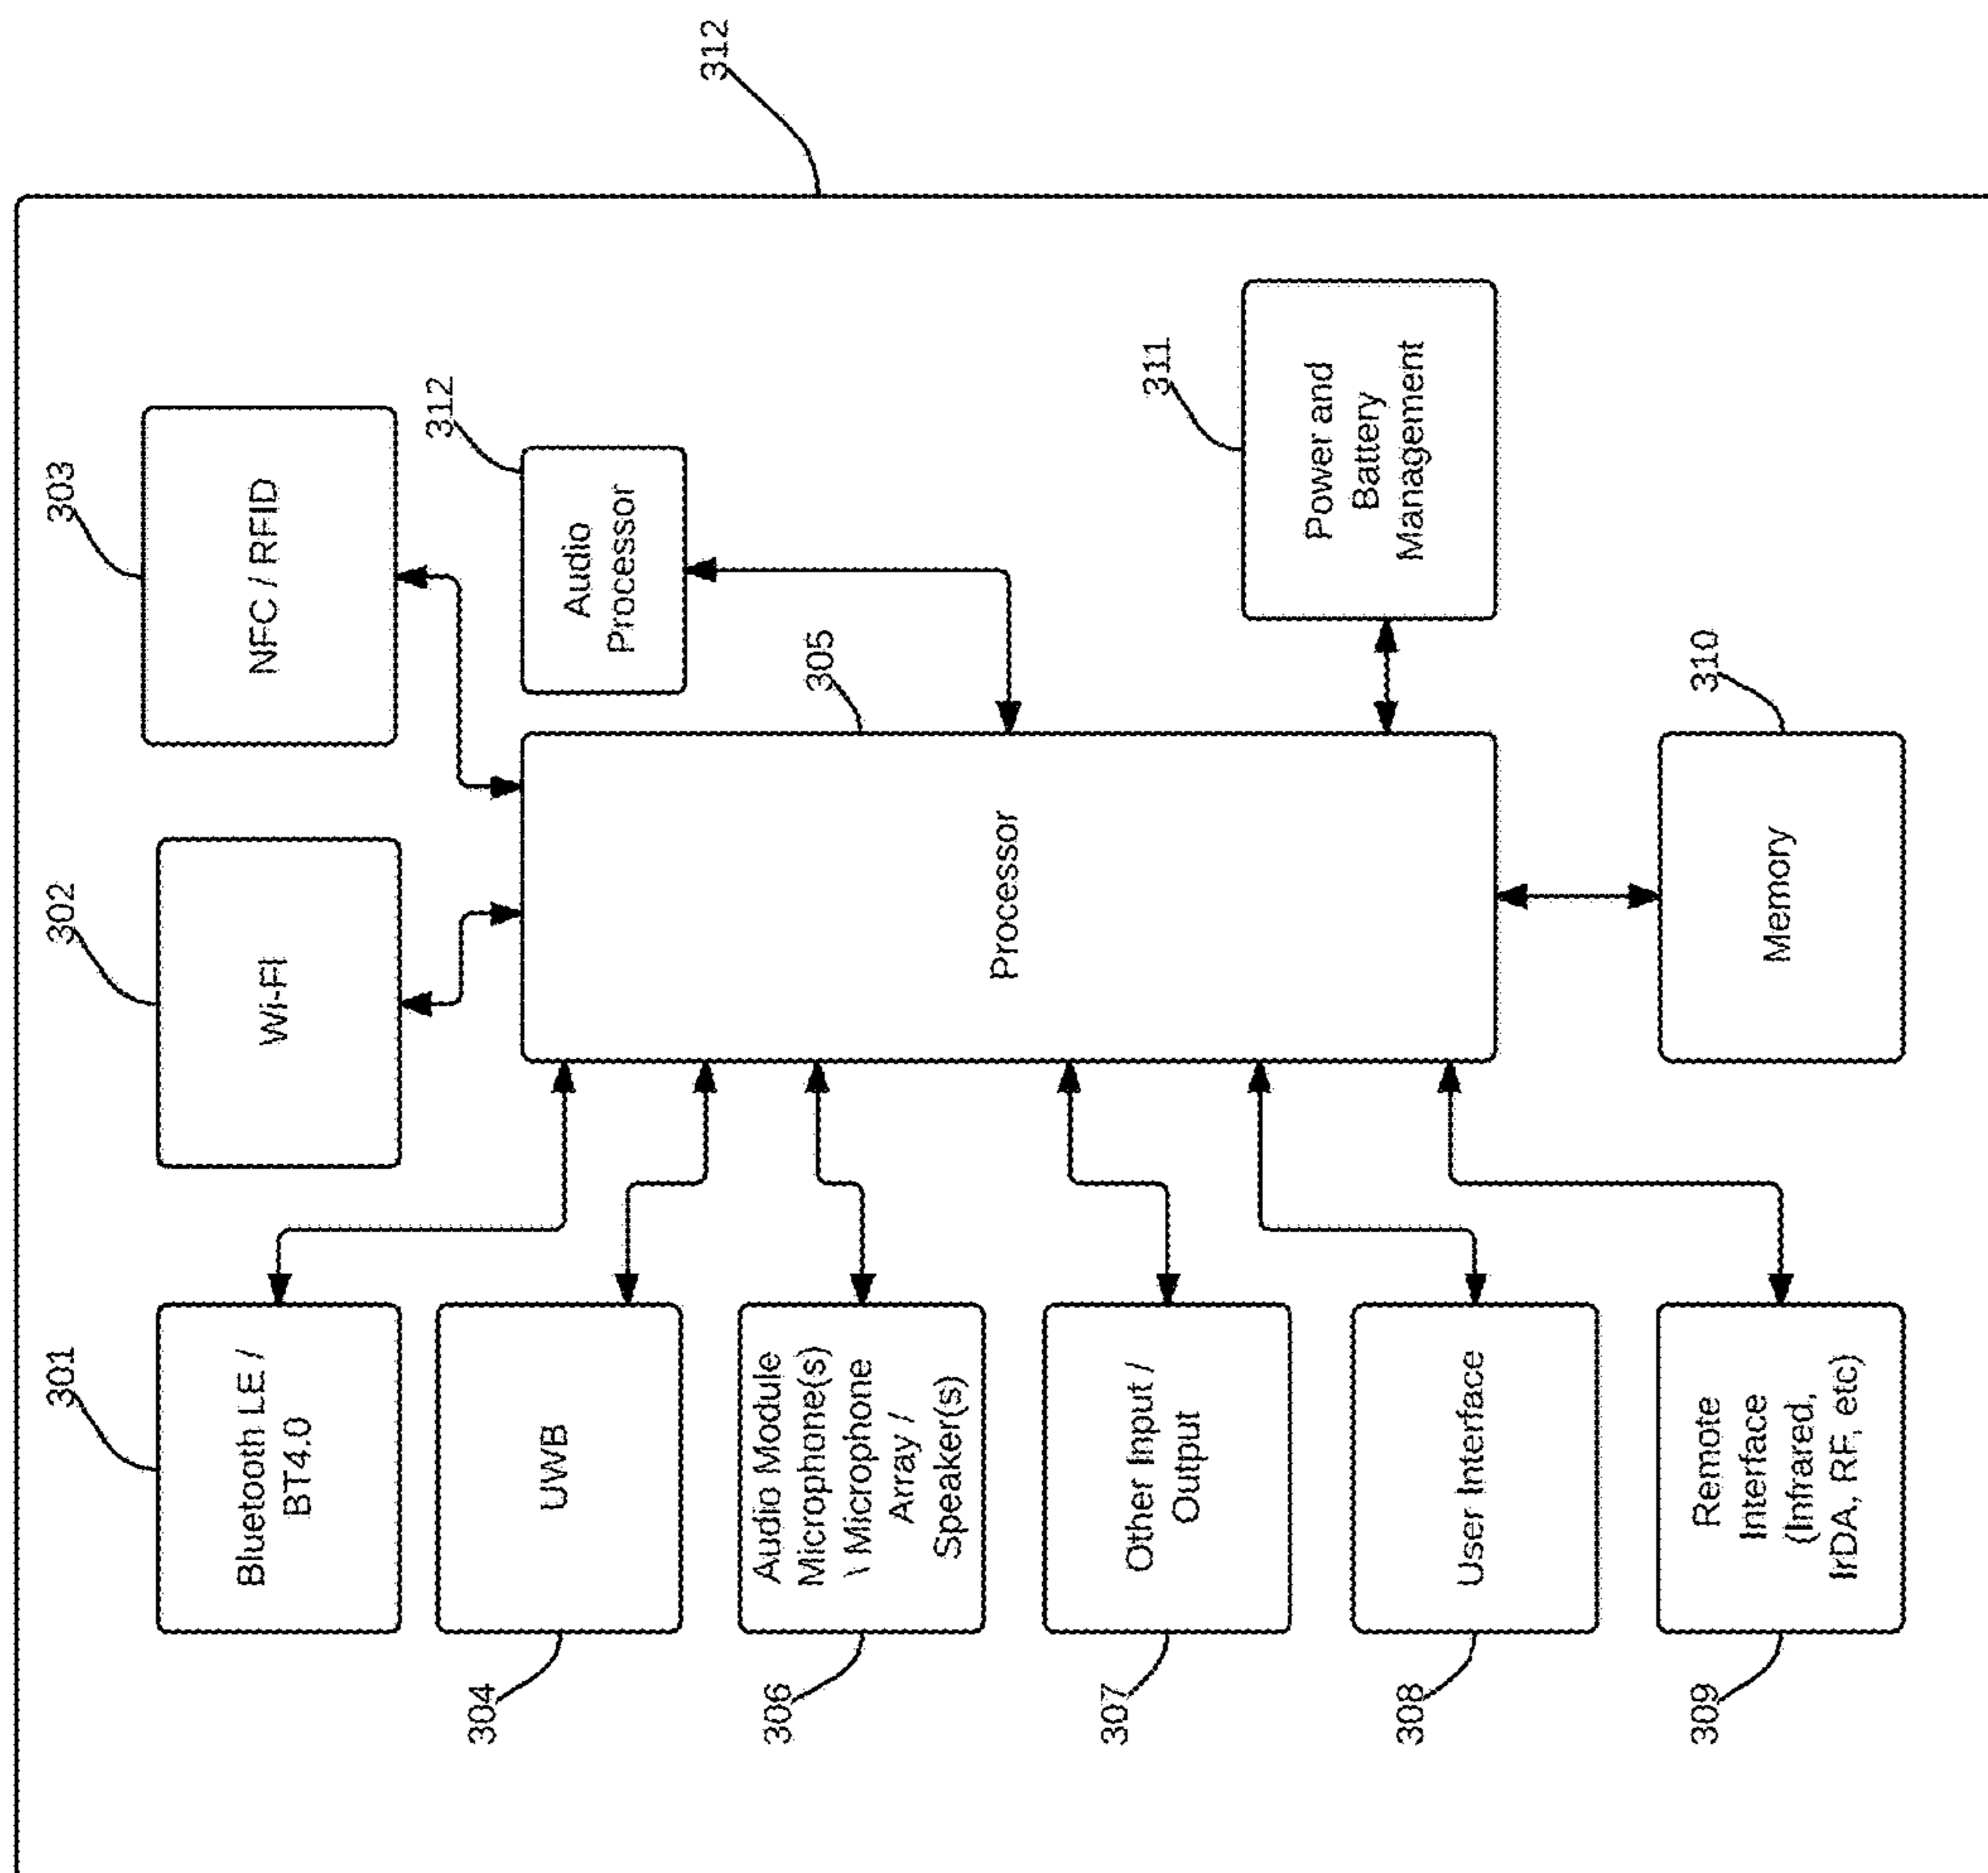 301
Bluetooth LE /
BT4.0
302
Wi-FI
303
NFC / RFID
304
UWB
312
Audio
Processor
305
Processor
306
Audio Module
Microphone(s)
\ Microphone
Array /
Speaker(s)
307
Other Input /
Output
308
User Interface
311
Power and
Battery
Management
309
Remote
Interface
(Infrared,
IrDA, RF, etc)
310
Memory
312